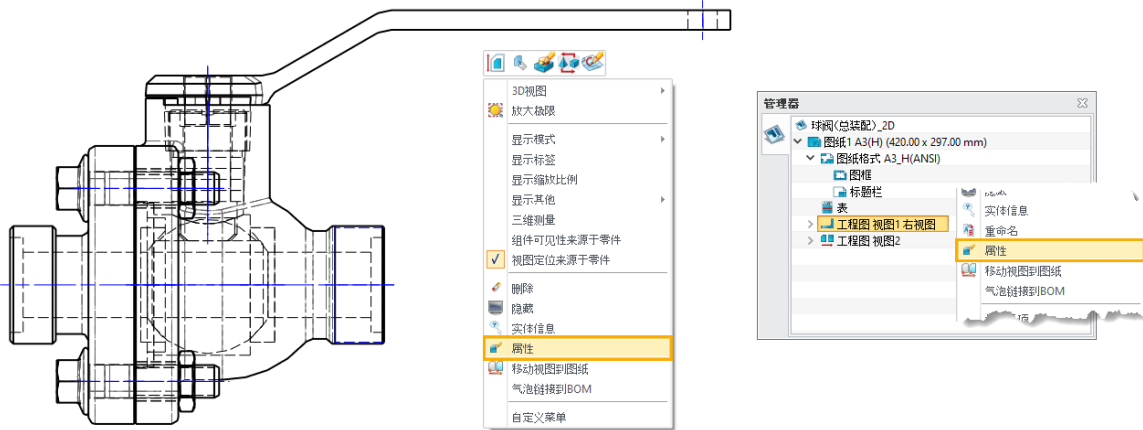 3D视图
放大极限
显示模式
显示标签
显示缩放比例
显示其他
三维测量
组件可见性来源于零件
视图定位来源于零件
删除
隐藏
实体信息
属性
移动视图到图纸
气泡链接到BOM
自定义菜单
管理器
球阀(总装配)_2D
图纸1 A3(H) (420.00 x 297.00 mm)
图纸格式 A3_H(ANSI)
图框
标题栏
表
工程图 视图1 右视图
工程图 视图2
实体信息
重命名
属性
移动视图到图纸
气泡链接到BOM